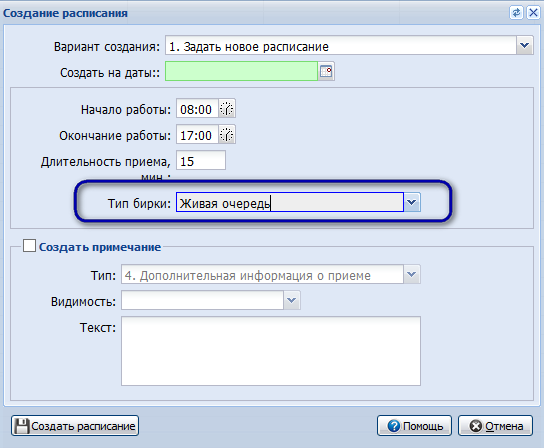 Создание расписания
Вариант создания: 1. Задать новое расписание
Создать на даты::
Начало работы: 08:00
Окончание работы: 17:00
Длительность приема, 15
мин.:
Тип бирки: Живая очередь
Создать примечание
Тип: 4. Дополнительная информация о приеме
Видимость:
Текст:
Создать расписание Помощь Отмена